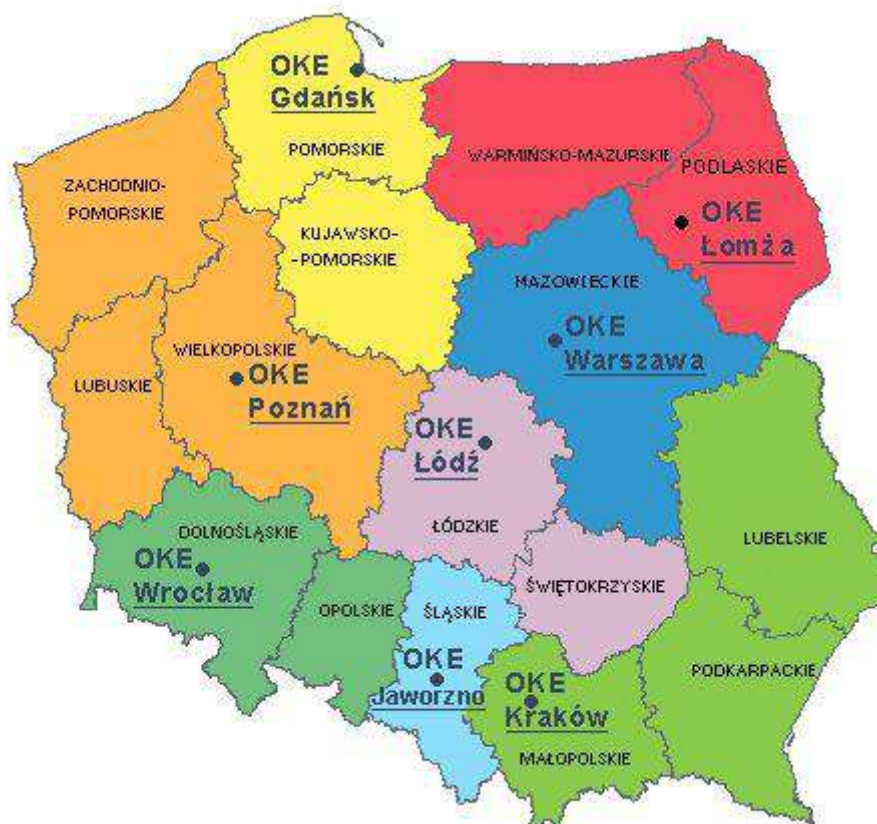 OKE
Gdańsk
POMORSKIE
WARMIŃSKO-MAZURSKIE
PODLASKIE
ZACHODNIO-
POMORSKIE
OKE
Łomża
KUJAWSKO-
-POMORSKIE
MAZOWIECKIE
OKE
Warszawa
WIELKOPOLSKIE
LUBUSKIE
OKE
Poznań
OKE
Łódź
DOLNOŚLĄSKIE
ŁÓDZKIE
LUBELSKIE
OKE
Wrocław
OPOLSKIE
ŚLĄSKIE
ŚWIĘTOKRZYSKIE
OKE
Jaworzno
OKE
Kraków
PODKARPACKIE
MAŁOPOLSKIE